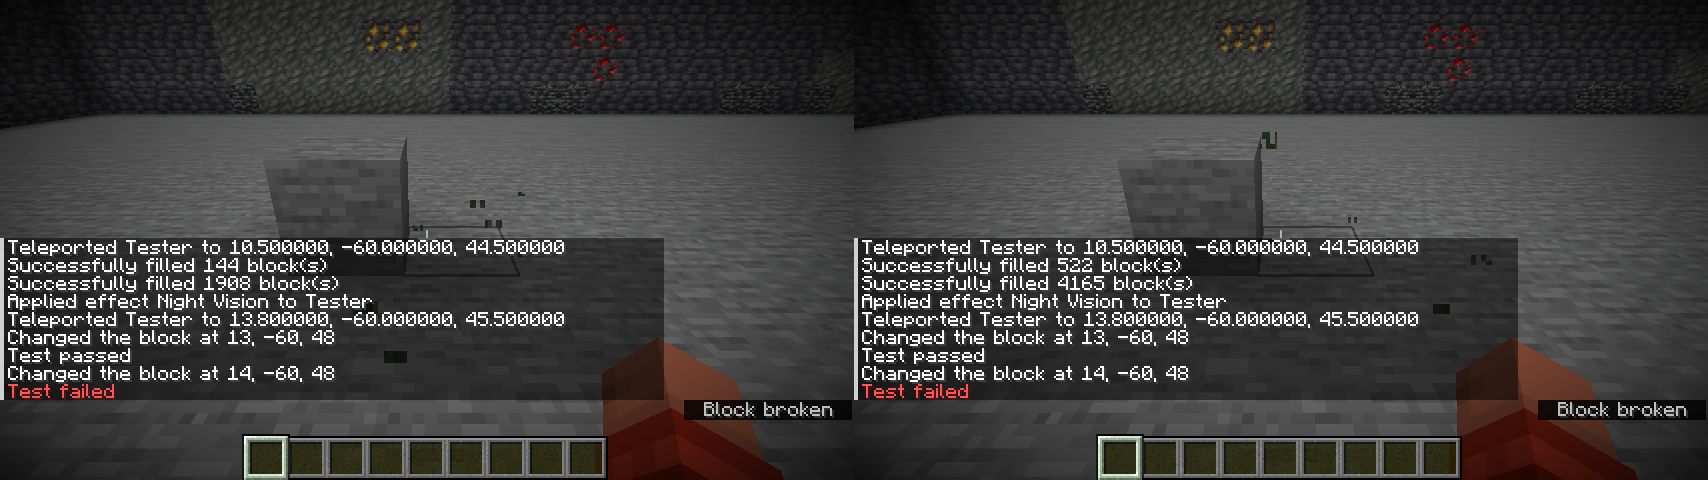 Teleported Tester to 10.500000, -60.000000, 44.500000
Successfully filled 144 block(s)
Successfully filled 1908 block(s)
Applied effect Night Vision to Tester
Teleported Tester to 13.800000, -60.000000, 45.500000
Changed the block at 13, -60, 48
Test passed
Changed the block at 14, -60, 48
Test failed
Block broken
Teleported Tester to 10.500000, -60.000000, 44.500000
Successfully filled 522 block(s)
Successfully filled 4165 block(s)
Applied effect Night Vision to Tester
Teleported Tester to 13.800000, -60.000000, 45.500000
Changed the block at 13, -60, 48
Test passed
Changed the block at 14, -60, 48
Test failed
Block broken